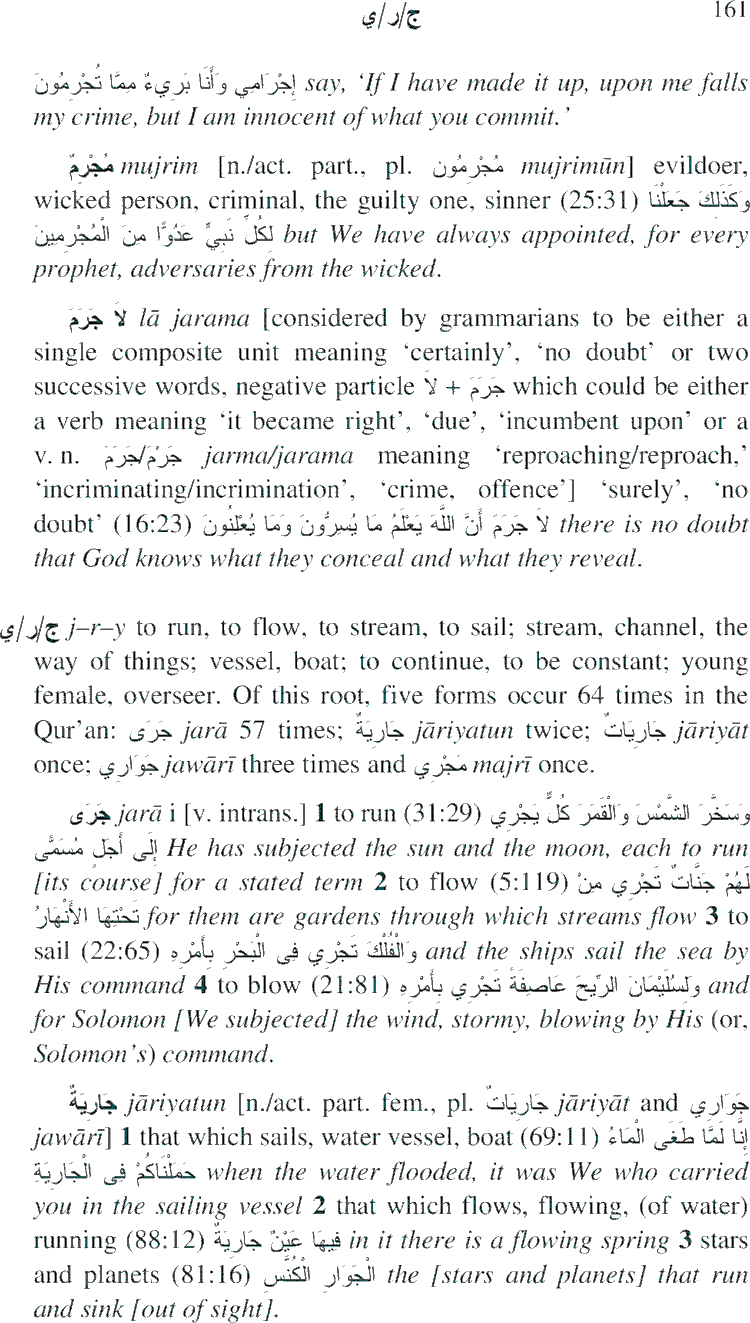 ج/ر/ي 161
إِجْرَامِي وَأَنَا بَرِيءٌ مِمَّا تُجْرِمُونَ say, ‘If I have made it up, upon me falls
my crime, but I am innocent of what you commit.’
مُجْرِمٌ mujrim [n./act. part., pl. مُجْرِمُون mujrimūn] evildoer,
wicked person, criminal, the guilty one, sinner (25:31) وَكَذَلِكَ جَعَلْنَا
لِكُلِّ نَبِيٍّ عَدُوًّا مِنَ الْمُجْرِمِينَ but We have always appointed, for every
prophet, adversaries from the wicked.
لاَ جَرَمَ lā jarama [considered by grammarians to be either a
single composite unit meaning ‘certainly’, ‘no doubt’ or two
successive words, negative particle لاَ + جَرَمَ which could be either
a verb meaning ‘it became right’, ‘due’, ‘incumbent upon’ or a
v. n. جَرْمَ/جَرَمَ jarma/jarama meaning ‘reproaching/reproach,’
‘incriminating/incrimination’, ‘crime, offence’] ‘surely’, ‘no
doubt’ (16:23) لاَ جَرَمَ أَنَّ اللَّهَ يَعْلَمُ مَا يُسِرُّونَ وَمَا يُعْلِنُونَ there is no doubt
that God knows what they conceal and what they reveal.
ج/ر/ي j–r–y to run, to flow, to stream, to sail; stream, channel, the
way of things; vessel, boat; to continue, to be constant; young
female, overseer. Of this root, five forms occur 64 times in the
Qur’an: جَرَى jarā 57 times; جَارِيَةٌ jāriyatun twice; جَارِيَاتٌ jāriyāt
once; جَوَارِي jawārī three times and مَجْرِي majrī once.
جَرَى jarā i [v. intrans.] 1 to run (31:29) وَسَخَّرَ الشَّمْسَ وَالْقَمَرَ كُلٌّ يَجْرِي
إِلَى أَجَلٍ مُسَمًّى He has subjected the sun and the moon, each to run
[its course] for a stated term 2 to flow (5:119) لَهُمْ جَنَّاتٌ تَجْرِي مِنْ
تَحْتِهَا الأَنْهَارُ for them are gardens through which streams flow 3 to
sail (22:65) وَالْفُلْكَ تَجْرِي فِى الْبَحْرِ بِأَمْرِهِ and the ships sail the sea by
His command 4 to blow (21:81) وَلِسُلَيْمَانَ الرِّيحَ عَاصِفَةً تَجْرِي بِأَمْرِهِ and
for Solomon [We subjected] the wind, stormy, blowing by His (or,
Solomon’s) command.
جَارِيَةٌ jāriyatun [n./act. part. fem., pl. جَارِيَاتٌ jāriyāt and جَوَارِي
jawārī] 1 that which sails, water vessel, boat (69:11) إِنَّا لَمَّا طَغَى الْمَاءُ
حَمَلْنَاكُمْ فِى الْجَارِيَةِ when the water flooded, it was We who carried
you in the sailing vessel 2 that which flows, flowing, (of water)
running (88:12) فِيهَا عَيْنٌ جَارِيَةٌ in it there is a flowing spring 3 stars
and planets (81:16) الْجَوَارِ الْكُنَّسِ the [stars and planets] that run
and sink [out of sight].